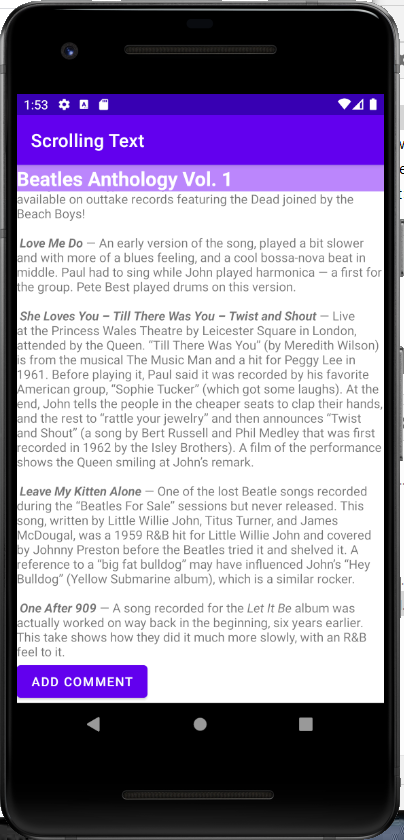 1:53
Scrolling Text
Beatles Anthology Vol. 1
available on outtake records featuring the Dead joined by the
Beach Boys!
Love Me Do — An early version of the song, played a bit slower
and with more of a blues feeling, and a cool bossa-nova beat in
middle. Paul had to sing while John played harmonica — a first for
the group. Pete Best played drums on this version.
She Loves You – Till There Was You – Twist and Shout — Live
at the Princess Wales Theatre by Leicester Square in London,
attended by the Queen. “Till There Was You” (by Meredith Wilson)
is from the musical The Music Man and a hit for Peggy Lee in
1961. Before playing it, Paul said it was recorded by his favorite
American group, “Sophie Tucker” (which got some laughs). At the
end, John tells the people in the cheaper seats to clap their hands,
and the rest to “rattle your jewelry” and then announces “Twist
and Shout” (a song by Bert Russell and Phil Medley that was first
recorded in 1962 by the Isley Brothers). A film of the performance
shows the Queen smiling at John’s remark.
Leave My Kitten Alone — One of the lost Beatle songs recorded
during the “Beatles For Sale” sessions but never released. This
song, written by Little Willie John, Titus Turner, and James
McDougal, was a 1959 R&B hit for Little Willie John and covered
by Johnny Preston before the Beatles tried it and shelved it. A
reference to a “big fat bulldog” may have influenced John’s “Hey
Bulldog” (Yellow Submarine album), which is a similar rocker.
One After 909 — A song recorded for the Let It Be album was
actually worked on way back in the beginning, six years earlier.
This take shows how they did it much more slowly, with an R&B
feel to it.
ADD COMMENT